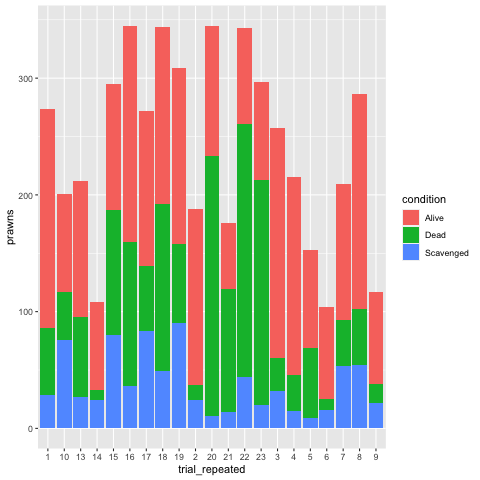 300
200
100
0
prawns
1 10 13 14 15 16 17 18 19 2 20 21 22 23 3 4 5 6 7 8 9
trial_repeated
condition
Alive
Dead
Scavenged